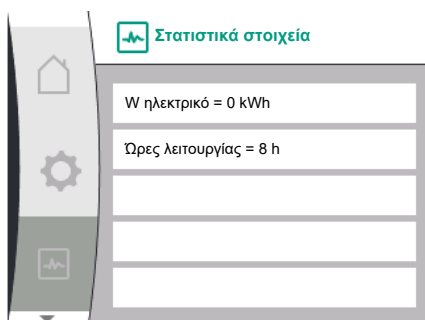 Στατιστικά στοιχεία
W ηλεκτρικό = 0 kWh
Ώρες λειτουργίας = 8 h